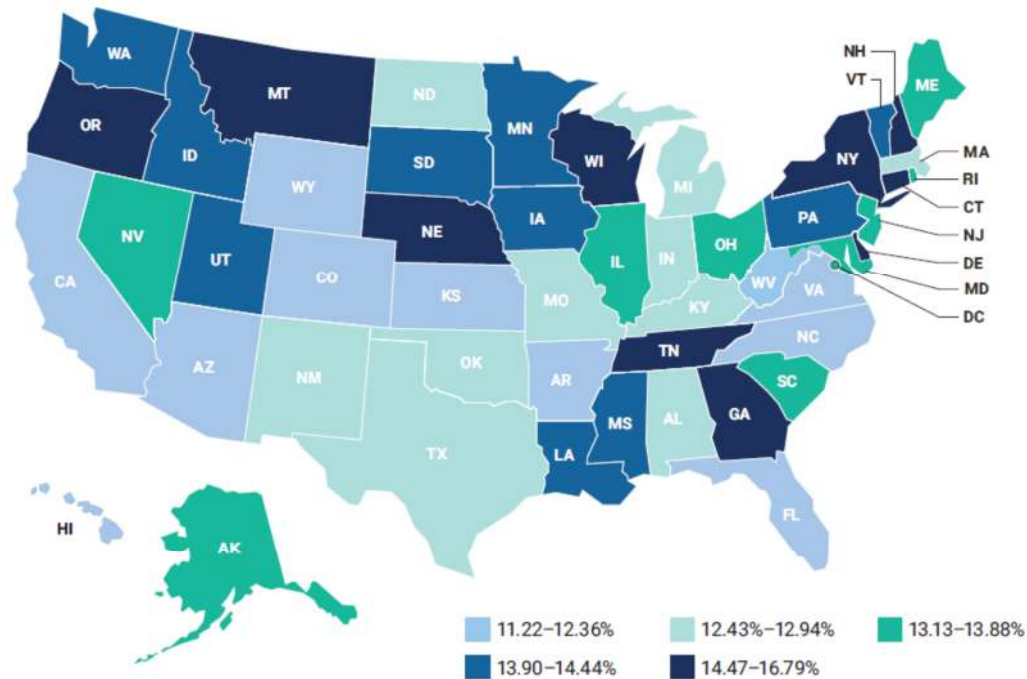 WA
MT
ND
MN
NH
VT
ME
OR
ID
SD
WI
NY
MA
WY
MI
RI
IA
PA
CT
NE
NV
UT
IL
IN
OH
NJ
CA
CO
DE
WV
KS
MO
KY
VA
MD
DC
TN
NC
AZ
NM
OK
AR
SC
MS
AL
GA
TX
LA
FL
HI
AK
11.22–12.36%
12.43%–12.94%
13.13–13.88%
13.90–14.44%
14.47–16.79%